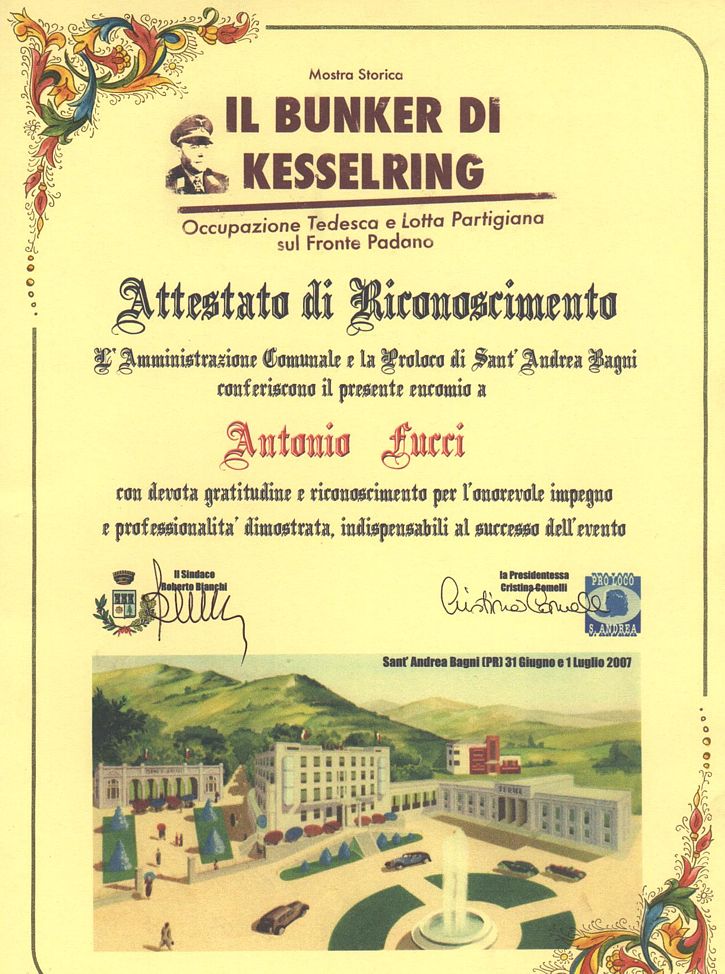 Mostra Storica
IL BUNKER DI
KESSELRING
Occupazione Tedesca e Lotta Partigiana
sul Fronte Padano
Attestato di Riconoscimento
L'Amministrazione Comunale e la Proloco di Sant'Andrea Bagni
conferiscono il presente encomio a
Antonio Fucci
con devota gratitudine e riconoscimento per l'onorevole impegno
e professionalita' dimostrata, indispensabili al successo dell'evento
Il Sindaco
Roberto Bianchi
la Presidentessa
Cristina Comelli
Cristina Comelli
PRO LOCO
S. ANDREA
Sant' Andrea Bagni (PR) 31 Giugno e 1 Luglio 2007
TERME